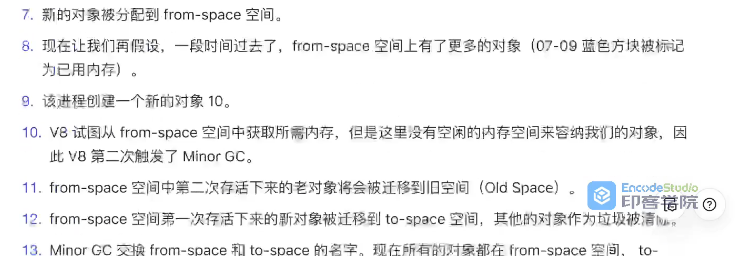 7. 新的对象被分配到 from-space 空间。
8. 现在让我们再假设，一段时间过去了，from-space 空间上有了更多的对象（07-09 蓝色方块被标记
为已用内存）。
9. 该进程创建一个新的对象 10。
10. V8 试图从 from-space 空间中获取所需内存，但是这里没有空闲的内存空间来容纳我们的对象，因
此 V8 第二次触发了 Minor GC。
11. from-space 空间中第二次存活下来的老对象将会被迁移到旧空间（Old Space）。
EncodeStudio
印客学院
12. from-space 空间第一次存活下来的新对象被迁移到 to-space 空间，其他的对象作为垃圾被清
13. Minor GC 交换 from-space 和 to-space 的名字。现在所有的对象都在 from-space 空间， to-